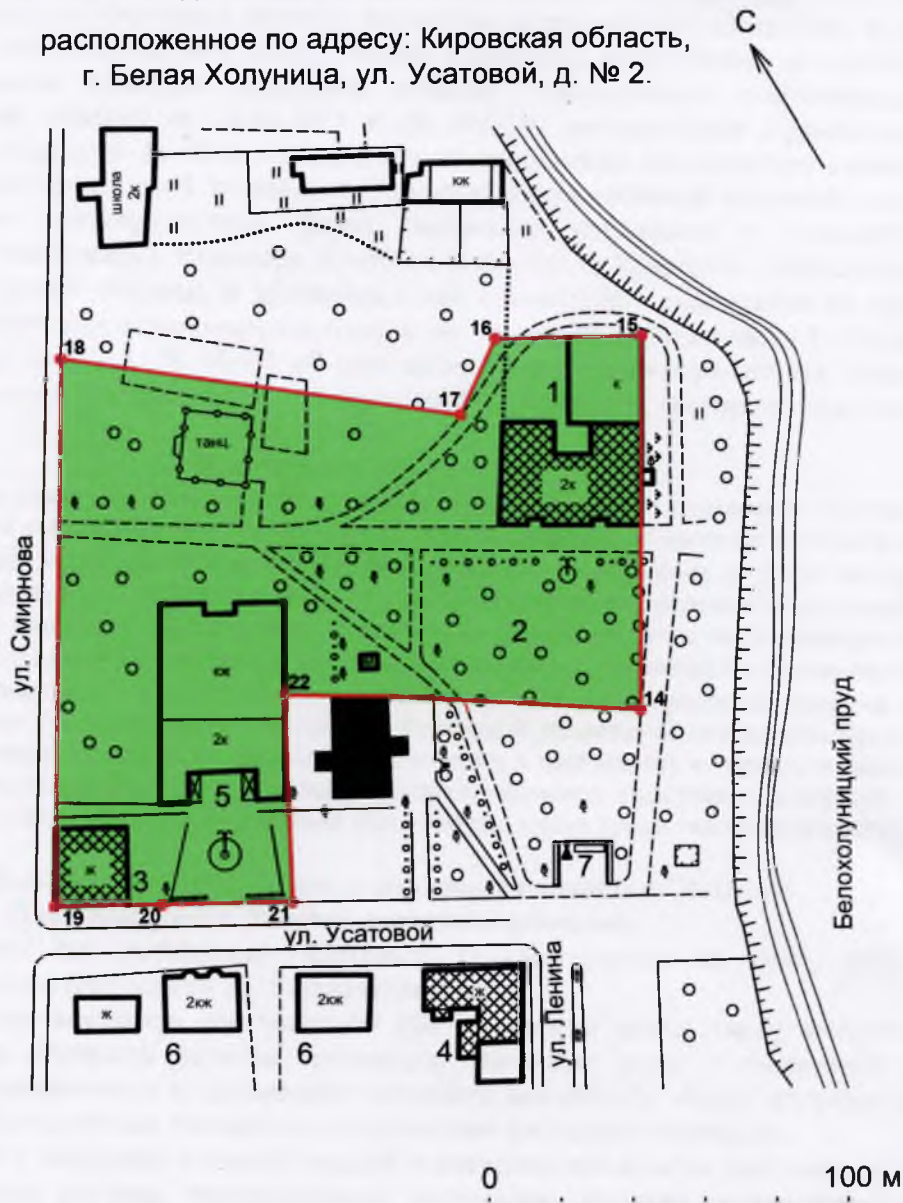 расположенное по адресу: Кировская область,
г. Белая Холуница, ул. Усатовой, д. № 2.
С
школа
2к
кж
18
16
15
17
1
к
танц.
2к
ул. Смирнова
2
кж
22
14
2к
5
ж
3
7
Белохолуницкий пруд
19
20
21
ул. Усатовой
ул. Ленина
ж
2кж
2кж
ж
6
6
4
0
100 м